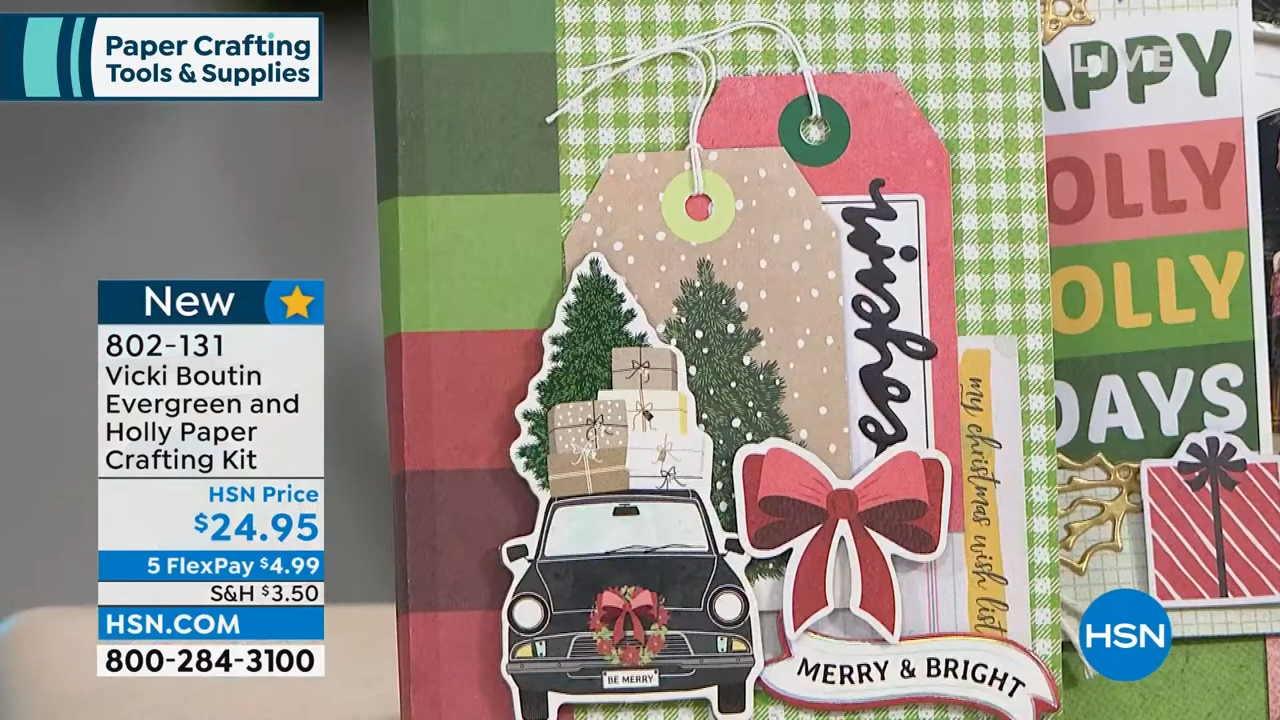 Paper Crafting
Tools & Supplies
LIVE
New
802-131
Vicki Boutin
Evergreen and
Holly Paper
Crafting Kit
HSN Price
$24.95
5 FlexPay $4.99
S&H $3.50
HSN.COM
800-284-3100
wishes
my christmas wish list
BE MERRY
MERRY & BRIGHT
APPY
OLLY
OLLY
DAYS
HSN